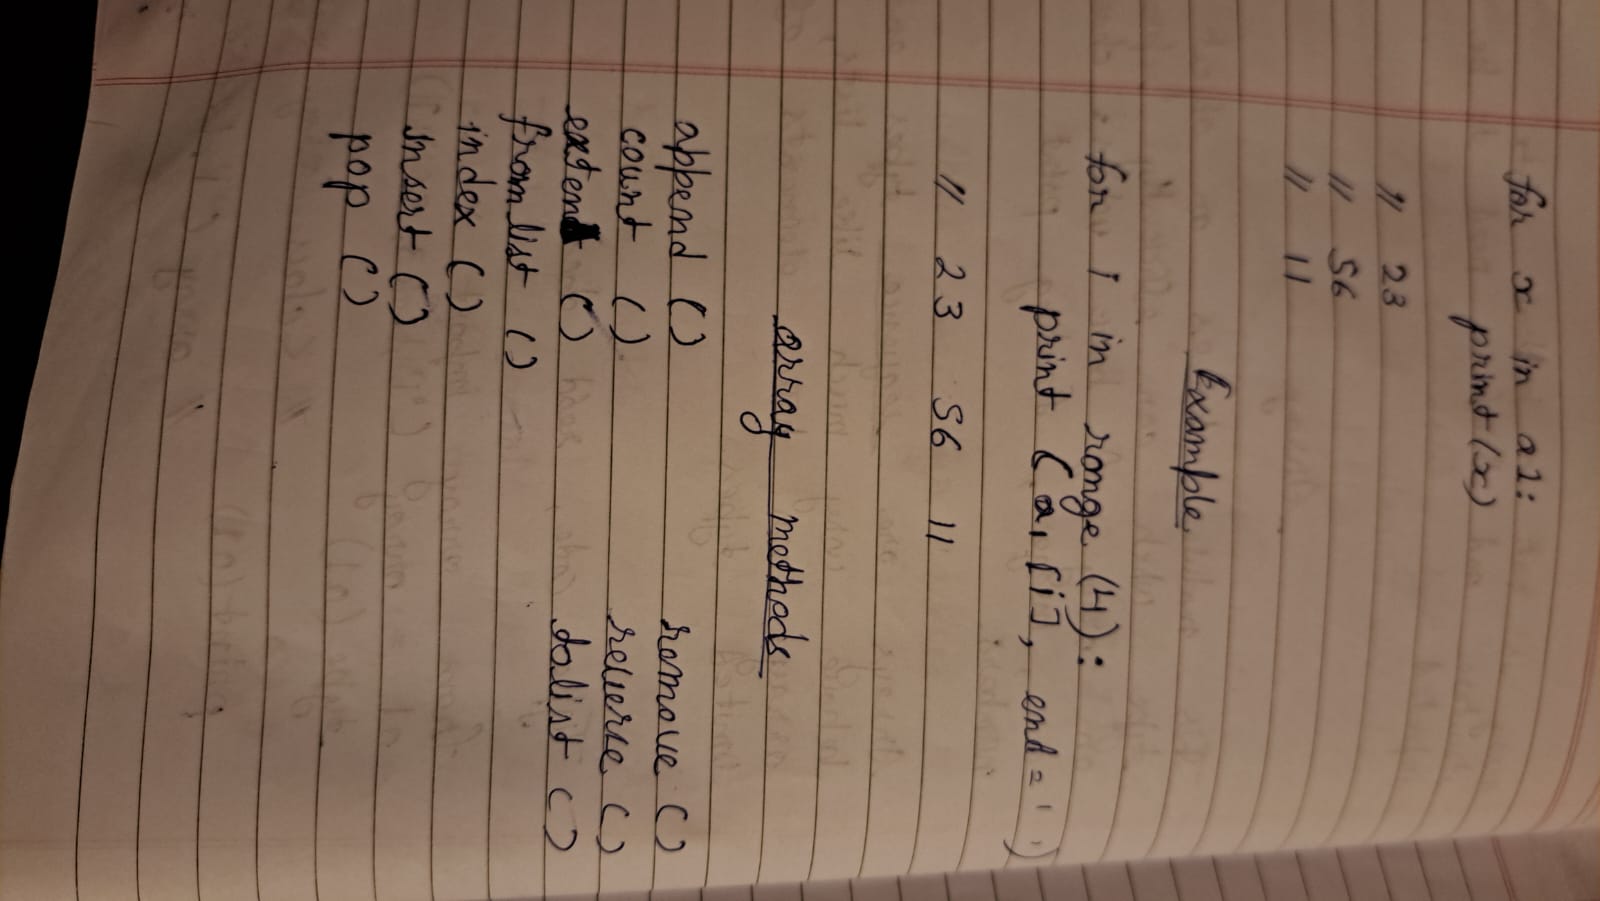 for x in a1:
print(x)
// 23
// 56
// 11
Example
for i in range (4):
print (a1 [i], end = ' ')
// 23 56 11
array methods
append ()
count ()
extend ()
fromlist ()
index ()
insert ()
pop ()
remove ()
reverse ()
tolist ()